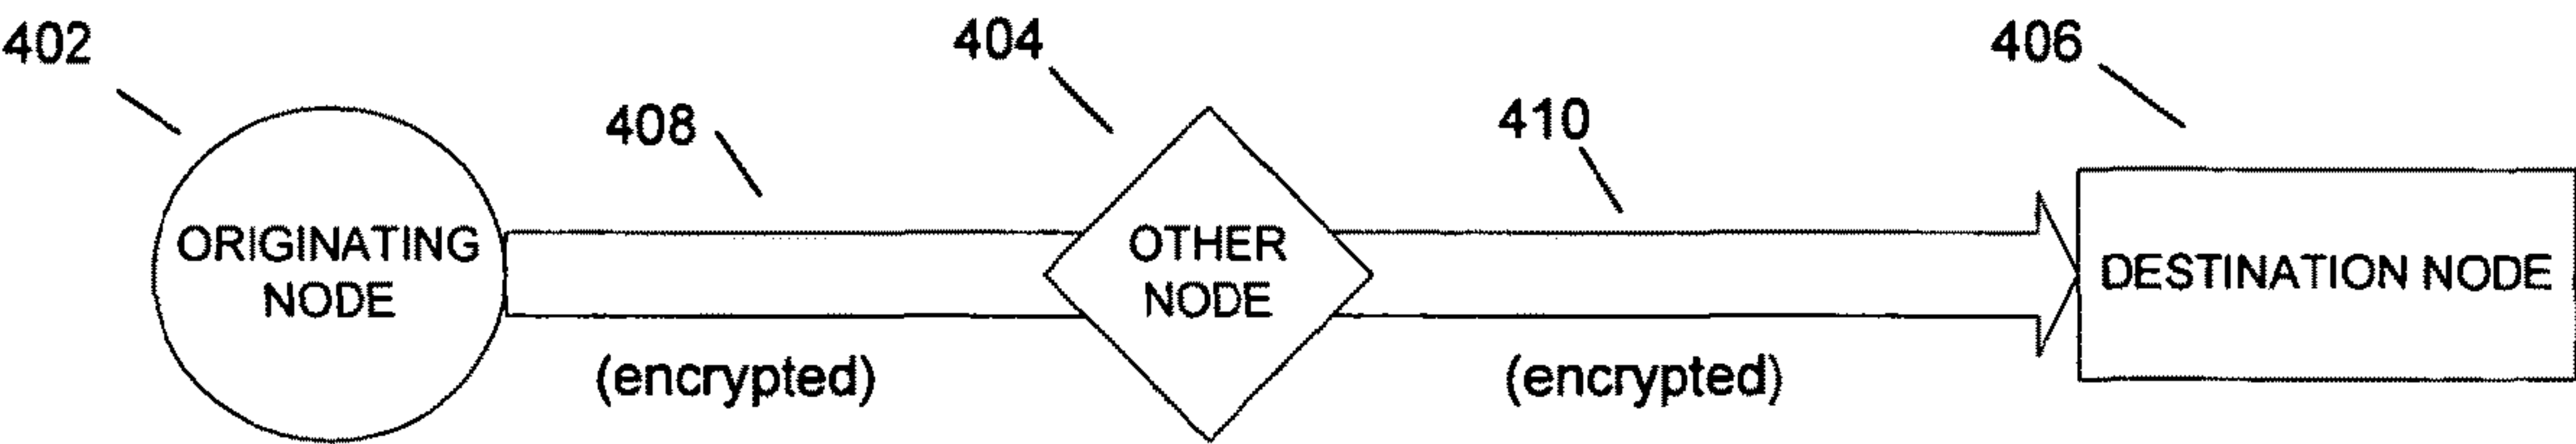 402
404
406
408
410
ORIGINATING
NODE
OTHER
NODE
DESTINATION NODE
(encrypted)
(encrypted)